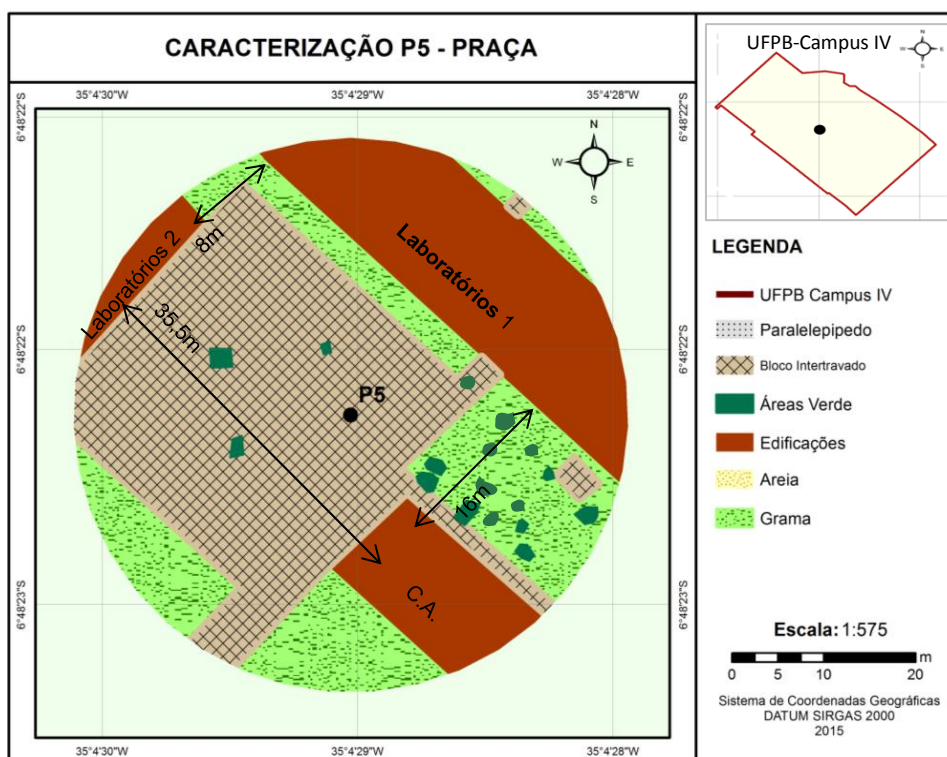 CARACTERIZAÇÃO P5 - PRAÇA
35°4'30"W
35°4'29"W
35°4'28"W
6°48'22"S
6°48'22"S
6°48'22"S
6°48'22"S
6°48'23"S
6°48'23"S
N
W
E
S
Laboratórios 2
8m
Laboratórios 1
35,5m
P5
16m
C.A.
35°4'30"W
35°4'29"W
35°4'28"W
UFPB-Campus IV
N
W
E
S
LEGENDA
UFPB Campus IV
Paralelepipedo
Bloco Intertravado
Áreas Verde
Edificações
Areia
Grama
Escala: 1:575
m
0 5 10 20
Sistema de Coordenadas Geográficas
DATUM SIRGAS 2000
2015